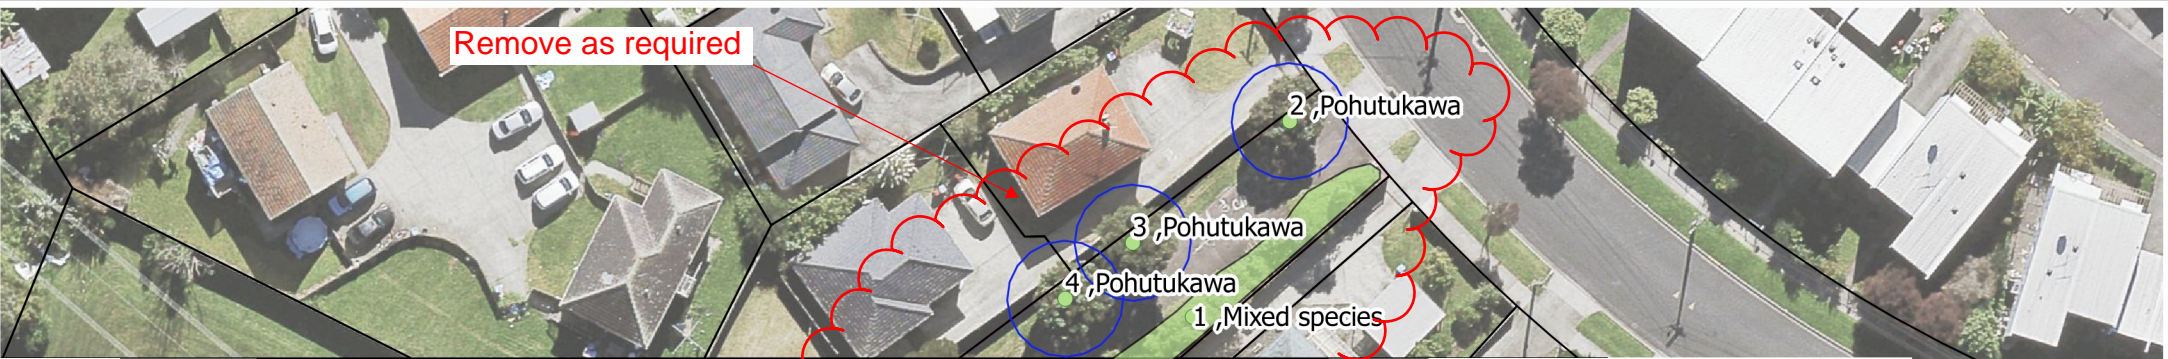 Remove as required
2 ,Pohutukawa
3 ,Pohutukawa
4 ,Pohutukawa
1 ,Mixed species